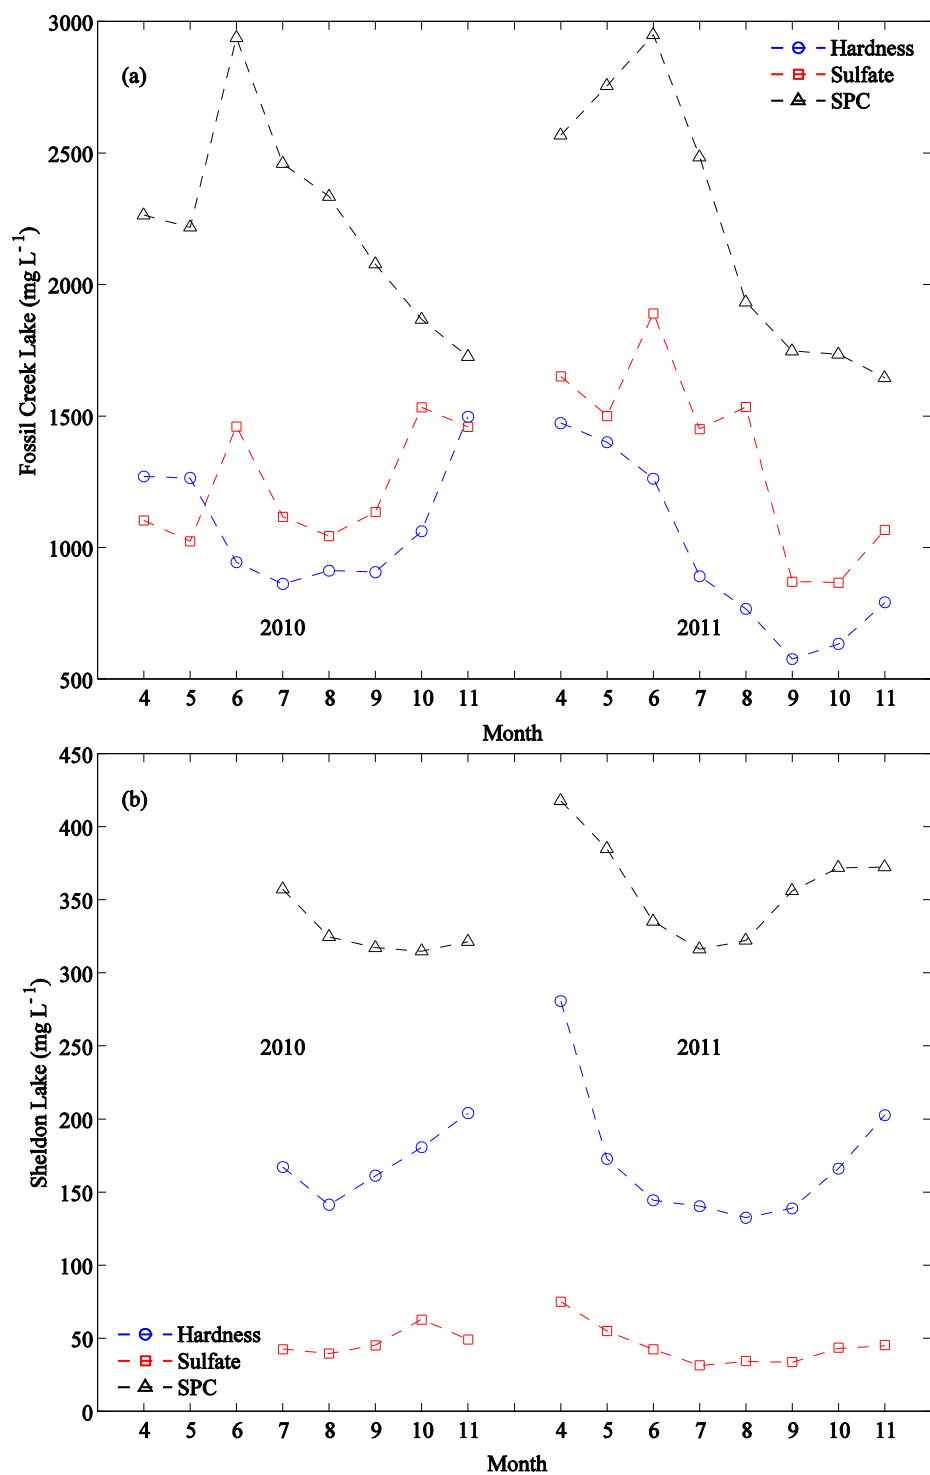 3000
(a)
Hardness
Sulfate
SPC
2500
2000
1500
1000
500
Fossil Creek Lake (mg L⁻¹)
2010
2011
4 5 6 7 8 9 10 11 4 5 6 7 8 9 10 11
Month
450
(b)
400
350
300
250
200
150
100
50
0
Sheldon Lake (mg L⁻¹)
2010
2011
Hardness
Sulfate
SPC
4 5 6 7 8 9 10 11 4 5 6 7 8 9 10 11
Month